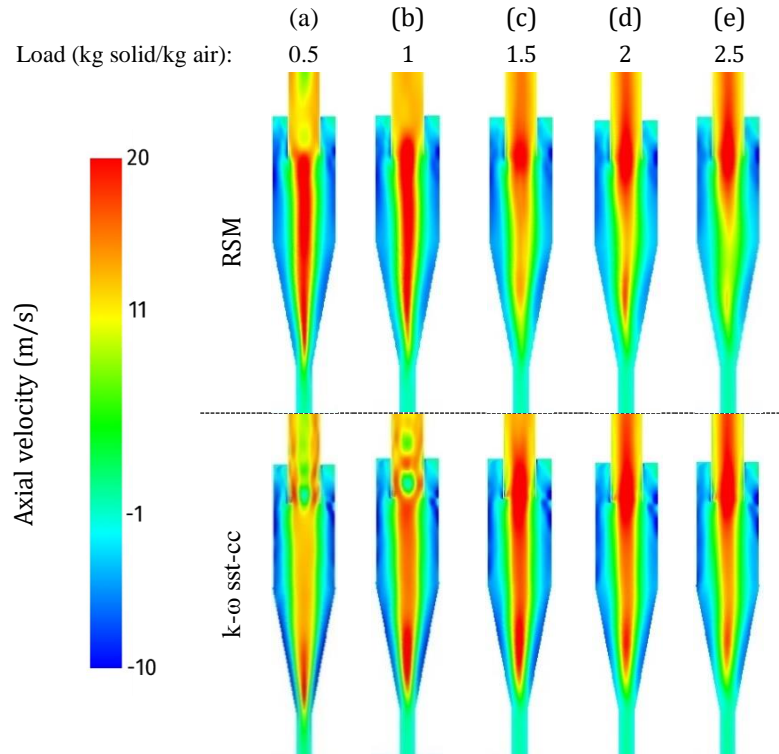 (a) (b) (c) (d) (e)
Load (kg solid/kg air): 0.5 1 1.5 2 2.5
20
11
-1
-10
Axial velocity (m/s)
RSM
k-ω sst-cc